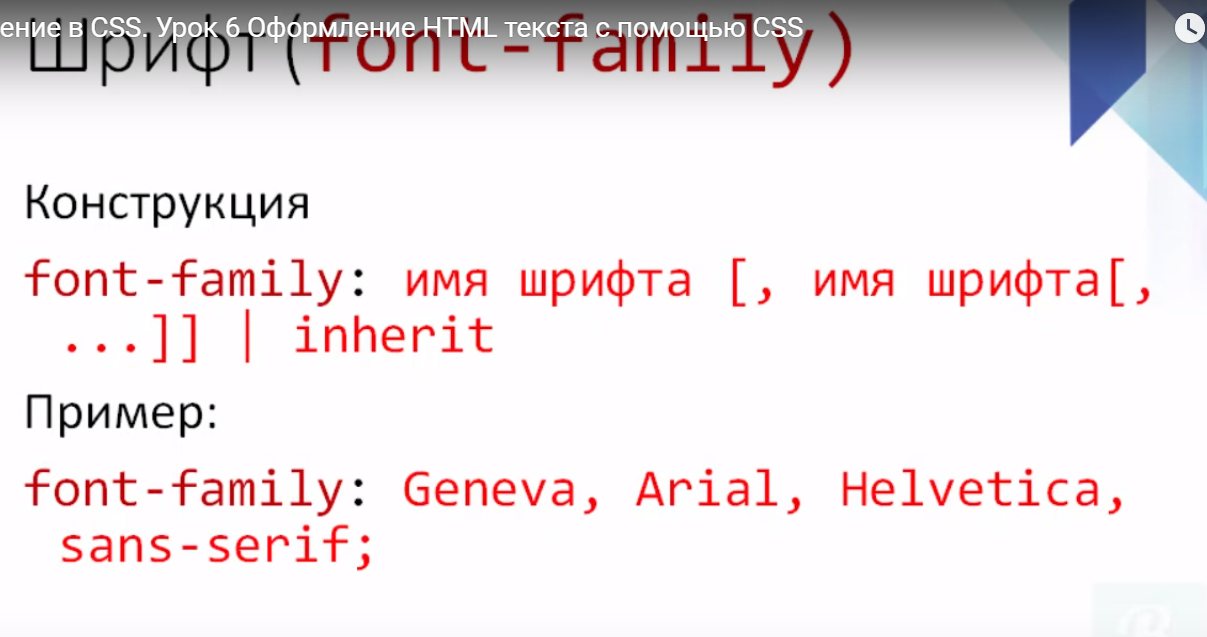 ение в CSS. Урок 6 Оформление HTML текста с помощью CSS
Шрифт(font-family)
Конструкция
font-family: имя шрифта [, имя шрифта[,
...]] | inherit
Пример:
font-family: Geneva, Arial, Helvetica,
sans-serif;